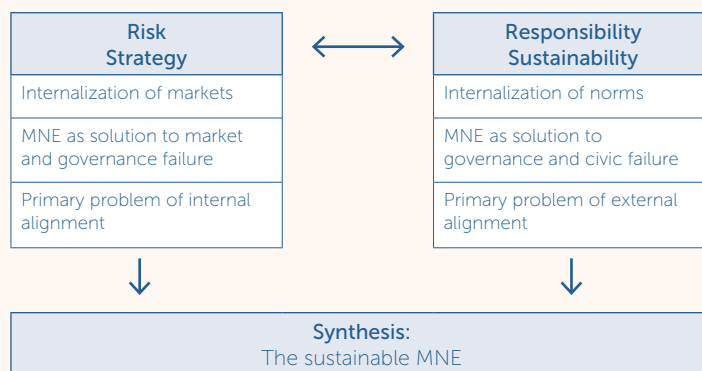 Risk
Strategy
Internalization of markets
MNE as solution to market
and governance failure
Primary problem of internal
alignment
Responsibility
Sustainability
Internalization of norms
MNE as solution to
governance and civic failure
Primary problem of external
alignment
Synthesis:
The sustainable MNE